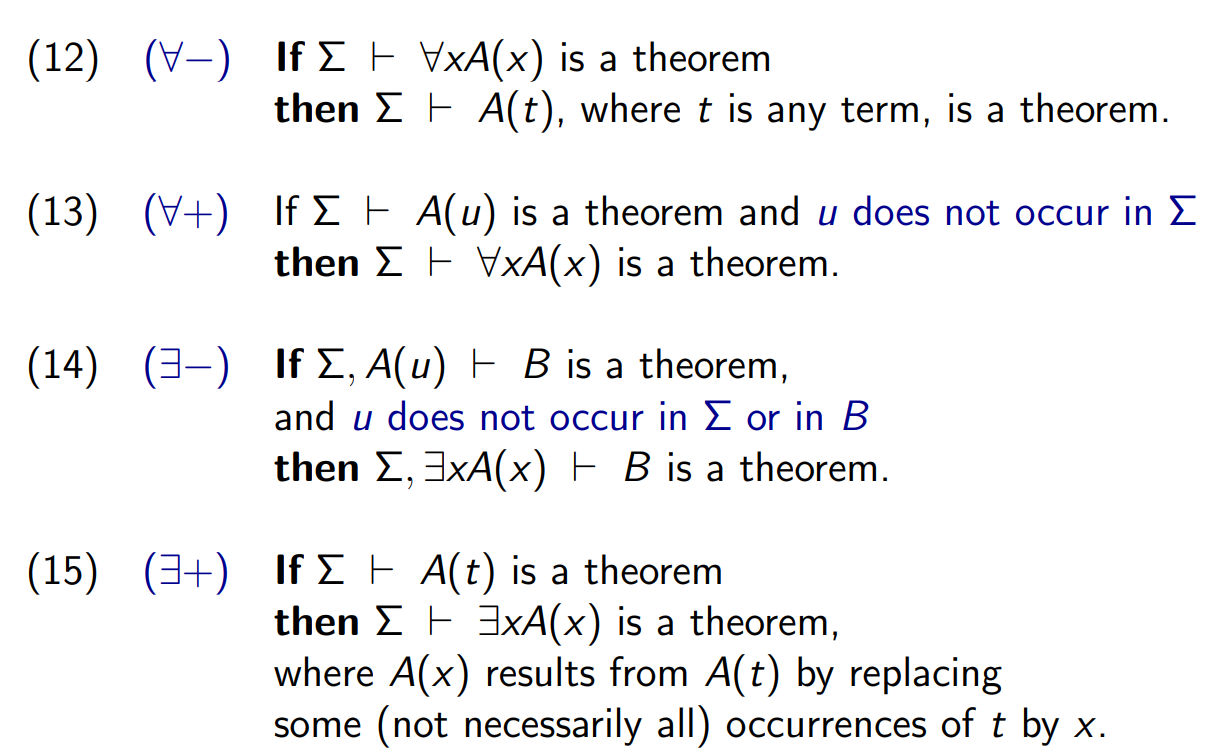 (12) (∀−) If Σ ⊢ ∀xA(x) is a theorem
then Σ ⊢ A(t), where t is any term, is a theorem.
(13) (∀+) If Σ ⊢ A(u) is a theorem and u does not occur in Σ
then Σ ⊢ ∀xA(x) is a theorem.
(14) (∃−) If Σ, A(u) ⊢ B is a theorem,
and u does not occur in Σ or in B
then Σ, ∃xA(x) ⊢ B is a theorem.
(15) (∃+) If Σ ⊢ A(t) is a theorem
then Σ ⊢ ∃xA(x) is a theorem,
where A(x) results from A(t) by replacing
some (not necessarily all) occurrences of t by x.